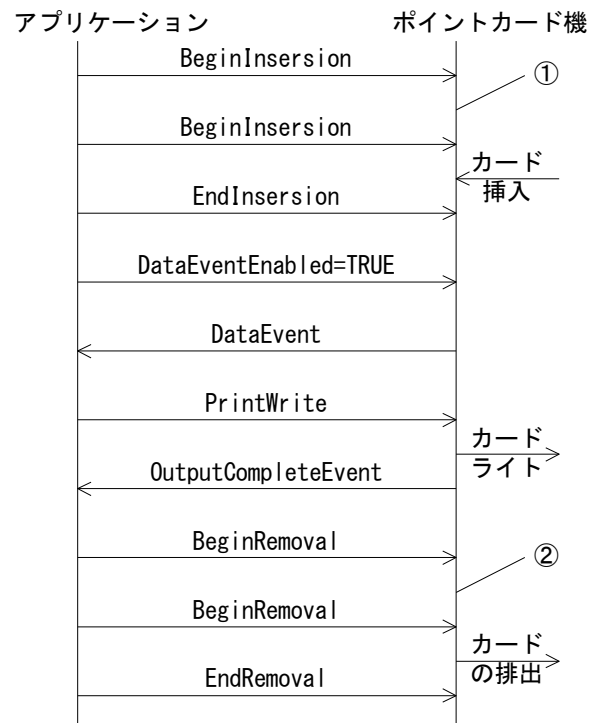 アプリケーション
ポイントカード機
BeginInsersion
①
BeginInsersion
カード
挿入
EndInsersion
DataEventEnabled=TRUE
DataEvent
PrintWrite
カード
ライト
OutputCompleteEvent
BeginRemoval
②
BeginRemoval
カード
の排出
EndRemoval